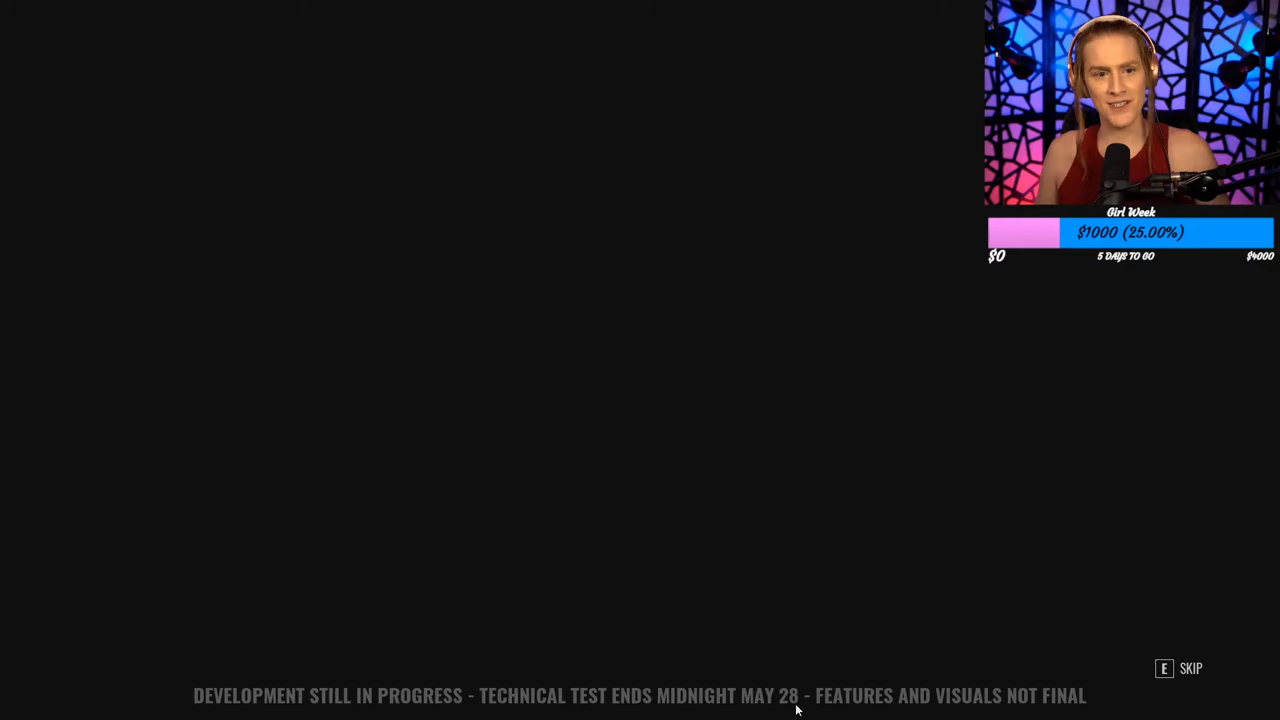 Girl Week
$1000 (25.00%)
$0 5 DAYS TO GO $4000
E SKIP
DEVELOPMENT STILL IN PROGRESS - TECHNICAL TEST ENDS MIDNIGHT MAY 28 - FEATURES AND VISUALS NOT FINAL